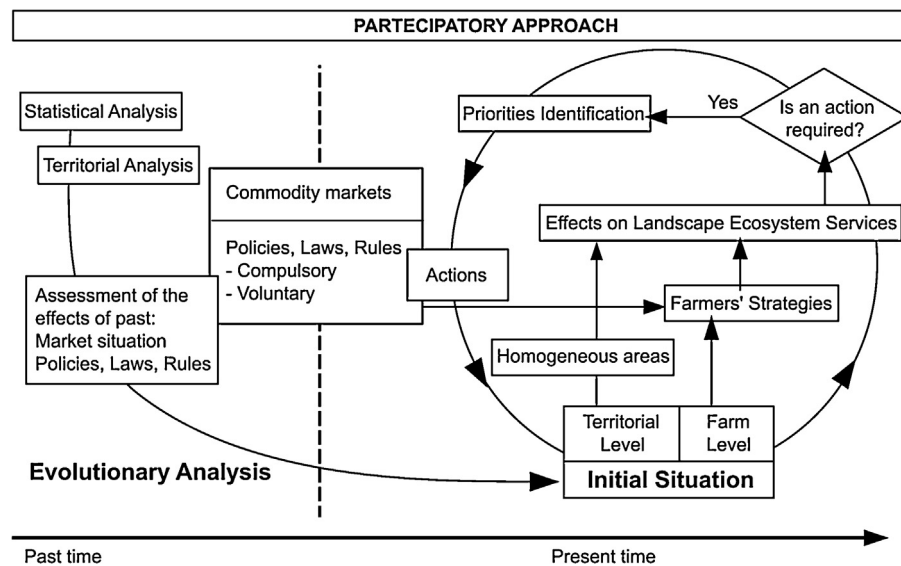 PARTECIPATORY APPROACH
Statistical Analysis
Territorial Analysis
Assessment of the
effects of past:
Market situation
Policies, Laws, Rules
Evolutionary Analysis
Commodity markets
Policies, Laws, Rules
- Compulsory
- Voluntary
Priorities Identification
Yes
Is an action
required?
Effects on Landscape Ecosystem Services
Actions
Farmers' Strategies
Homogeneous areas
Territorial
Level
Farm
Level
Initial Situation
Past time
Present time